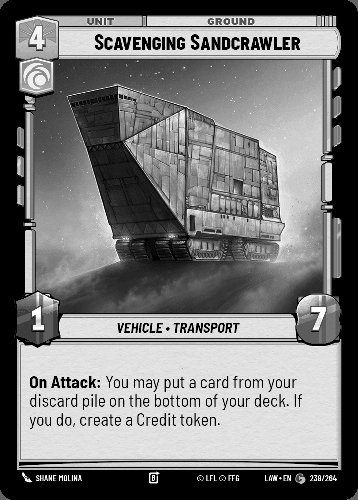 UNIT
GROUND
4
SCAVENGING SANDCRAWLER
1
VEHICLE • TRANSPORT
7
On Attack: You may put a card from your
discard pile on the bottom of your deck. If
you do, create a Credit token.
SHANE MOLINA
© LFL © FFG
LAW • EN
239/264